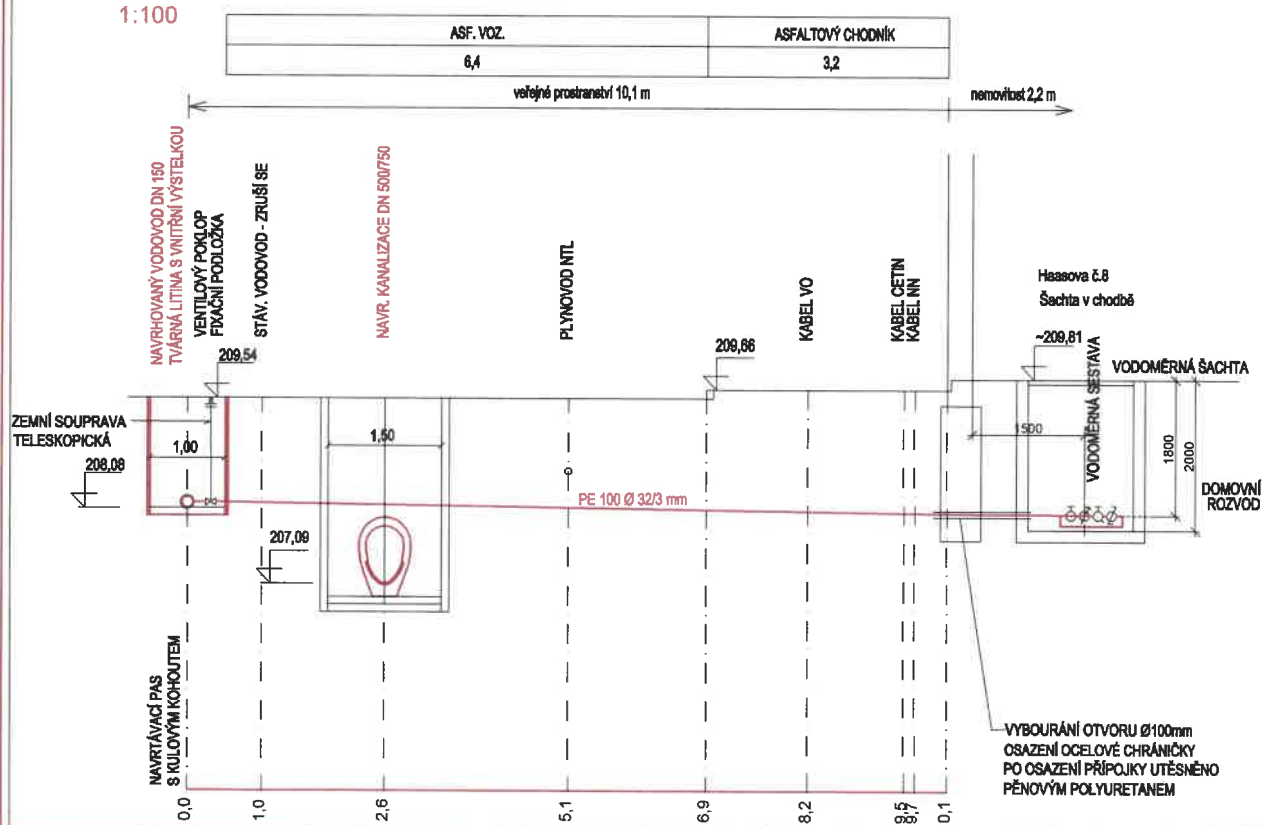 1:100
ASF. VOZ.
ASFALTOVÝ CHODNÍK
6,4
3,2
veřejné prostranství 10,1 m
nemovitost 2,2 m
NAVRHOVANÝ VODOVOD DN 150
TVÁRNÁ LITINA S VNITŘNÍ VÝSTELKOU
VENTILOVÝ POKLOP
FIXAČNÍ PODLOŽKA
STÁV. VODOVOD - ZRUŠÍ SE
NAVR. KANALIZACE DN 500/750
PLYNOVOD NTL
KABEL VO
KABEL CETIN
KABEL NN
Haasova č.8
Šachta v chodbě
209,54
209,66
~209,81
VODOMĚRNÁ ŠACHTA
VODOMĚRNÁ SESTAVA
ZEMNÍ SOUPRAVA
TELESKOPICKÁ
1,00
1,50
1500
1800
2000
208,08
DOMOVNÍ
ROZVOD
PE 100 Ø 32/3 mm
207,09
NAVRTÁVACÍ PAS
S KULOVÝM KOHOUTEM
VYBOURÁNÍ OTVORU Ø100mm
OSAZENÍ OCELOVÉ CHRÁNIČKY
PO OSAZENÍ PŘÍPOJKY UTĚSNĚNO
PĚNOVÝM POLYURETANEM
0,0
1,0
2,6
5,1
6,9
8,2
9,7
0,1